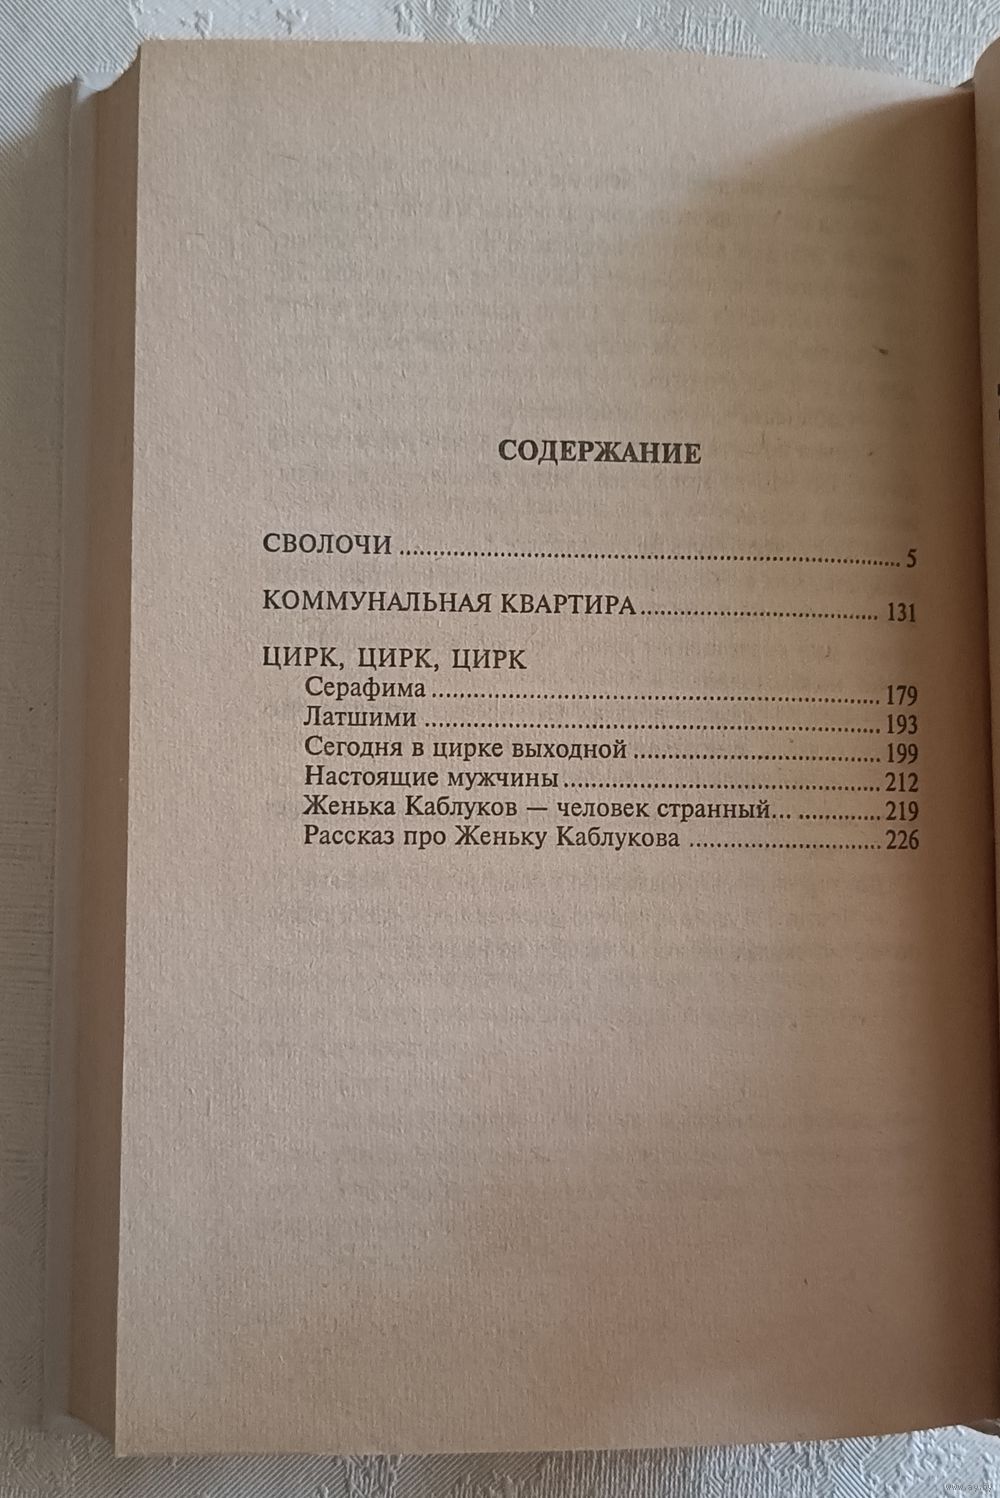 СОДЕРЖАНИЕ
СВОЛОЧИ ........ 5
КОММУНАЛЬНАЯ КВАРТИРА ........ 131
ЦИРК, ЦИРК, ЦИРК
Серафима ........ 179
Латшими ........ 193
Сегодня в цирке выходной ........ 199
Настоящие мужчины ........ 212
Женька Каблуков — человек странный... ........ 219
Рассказ про Женьку Каблукова ........ 226